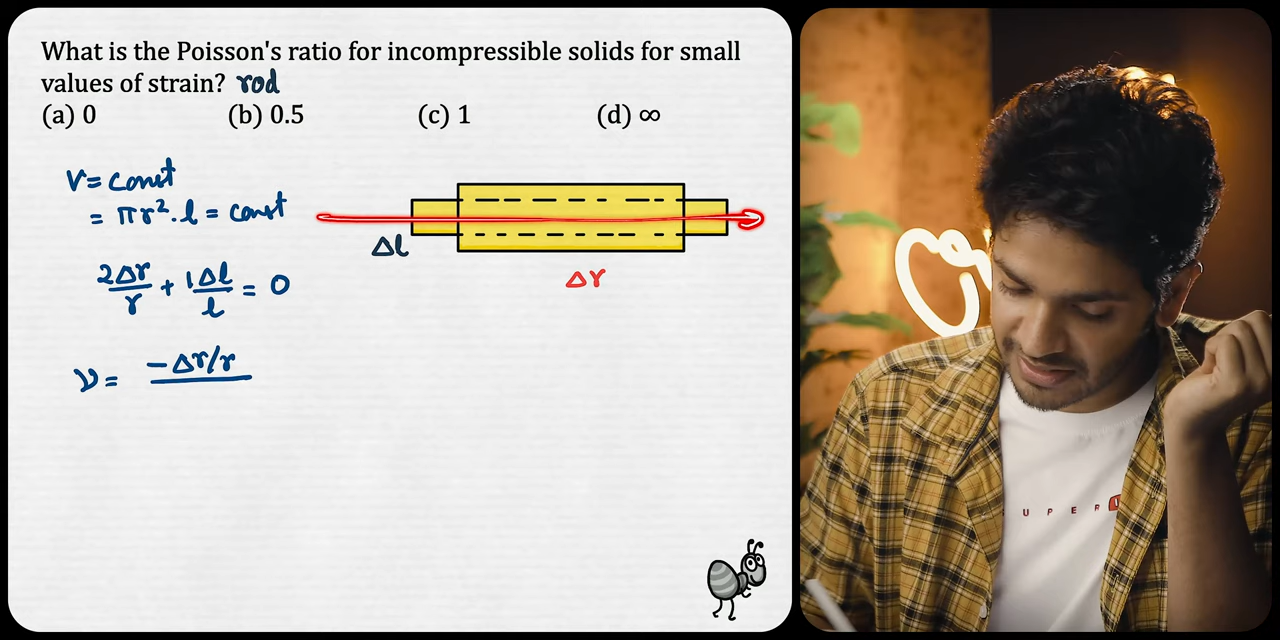 What is the Poisson's ratio for incompressible solids for small
values of strain? rod
(a) 0 (b) 0.5 (c) 1 (d) ∞
V = const
= πr². l = const
2Δr/r + 1Δl/l = 0
ν = -Δr/r
Δl
Δr
UPER